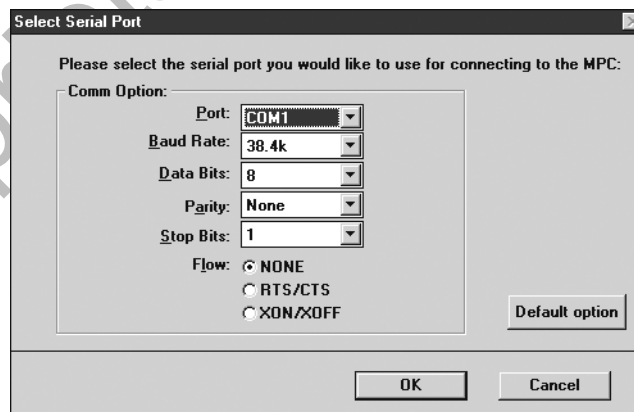 Select Serial Port
Please select the serial port you would like to use for connecting to the MPC:
Comm Option:
Port: COM1
Baud Rate: 38.4k
Data Bits: 8
Parity: None
Stop Bits: 1
Flow: NONE
RTS/CTS
XON/XOFF
Default option
OK Cancel